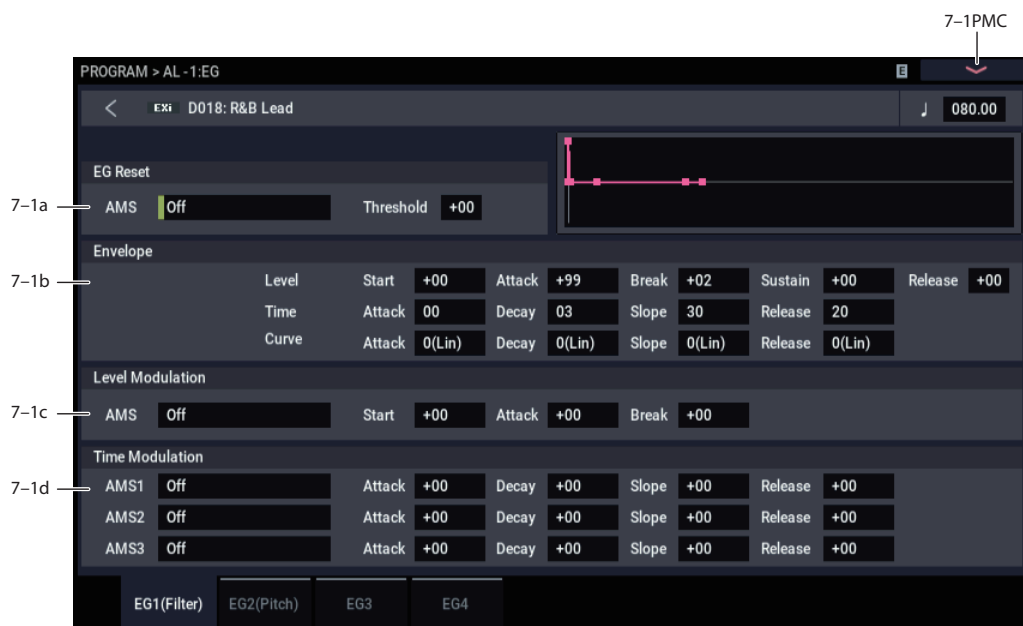 7–1PMC
PROGRAM > AL -1:EG E
EXi D018: R&B Lead ♩ 080.00
EG Reset
7–1a AMS Off Threshold +00
Envelope
7–1b Level Start +00 Attack +99 Break +02 Sustain +00 Release +00
Time Attack 00 Decay 03 Slope 30 Release 20
Curve Attack 0(Lin) Decay 0(Lin) Slope 0(Lin) Release 0(Lin)
Level Modulation
7–1c AMS Off Start +00 Attack +00 Break +00
Time Modulation
7–1d AMS1 Off Attack +00 Decay +00 Slope +00 Release +00
AMS2 Off Attack +00 Decay +00 Slope +00 Release +00
AMS3 Off Attack +00 Decay +00 Slope +00 Release +00
EG1(Filter) EG2(Pitch) EG3 EG4